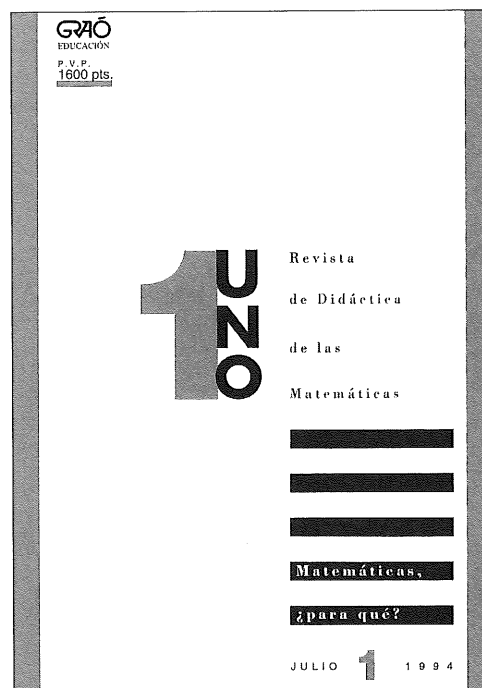 GRAÓ
EDUCACIÓN
P.V.P.
1600 pts.
1 UNO
Revista
de Didáctica
de las
Matemáticas
Matemáticas,
¿para qué?
JULIO 1 1994